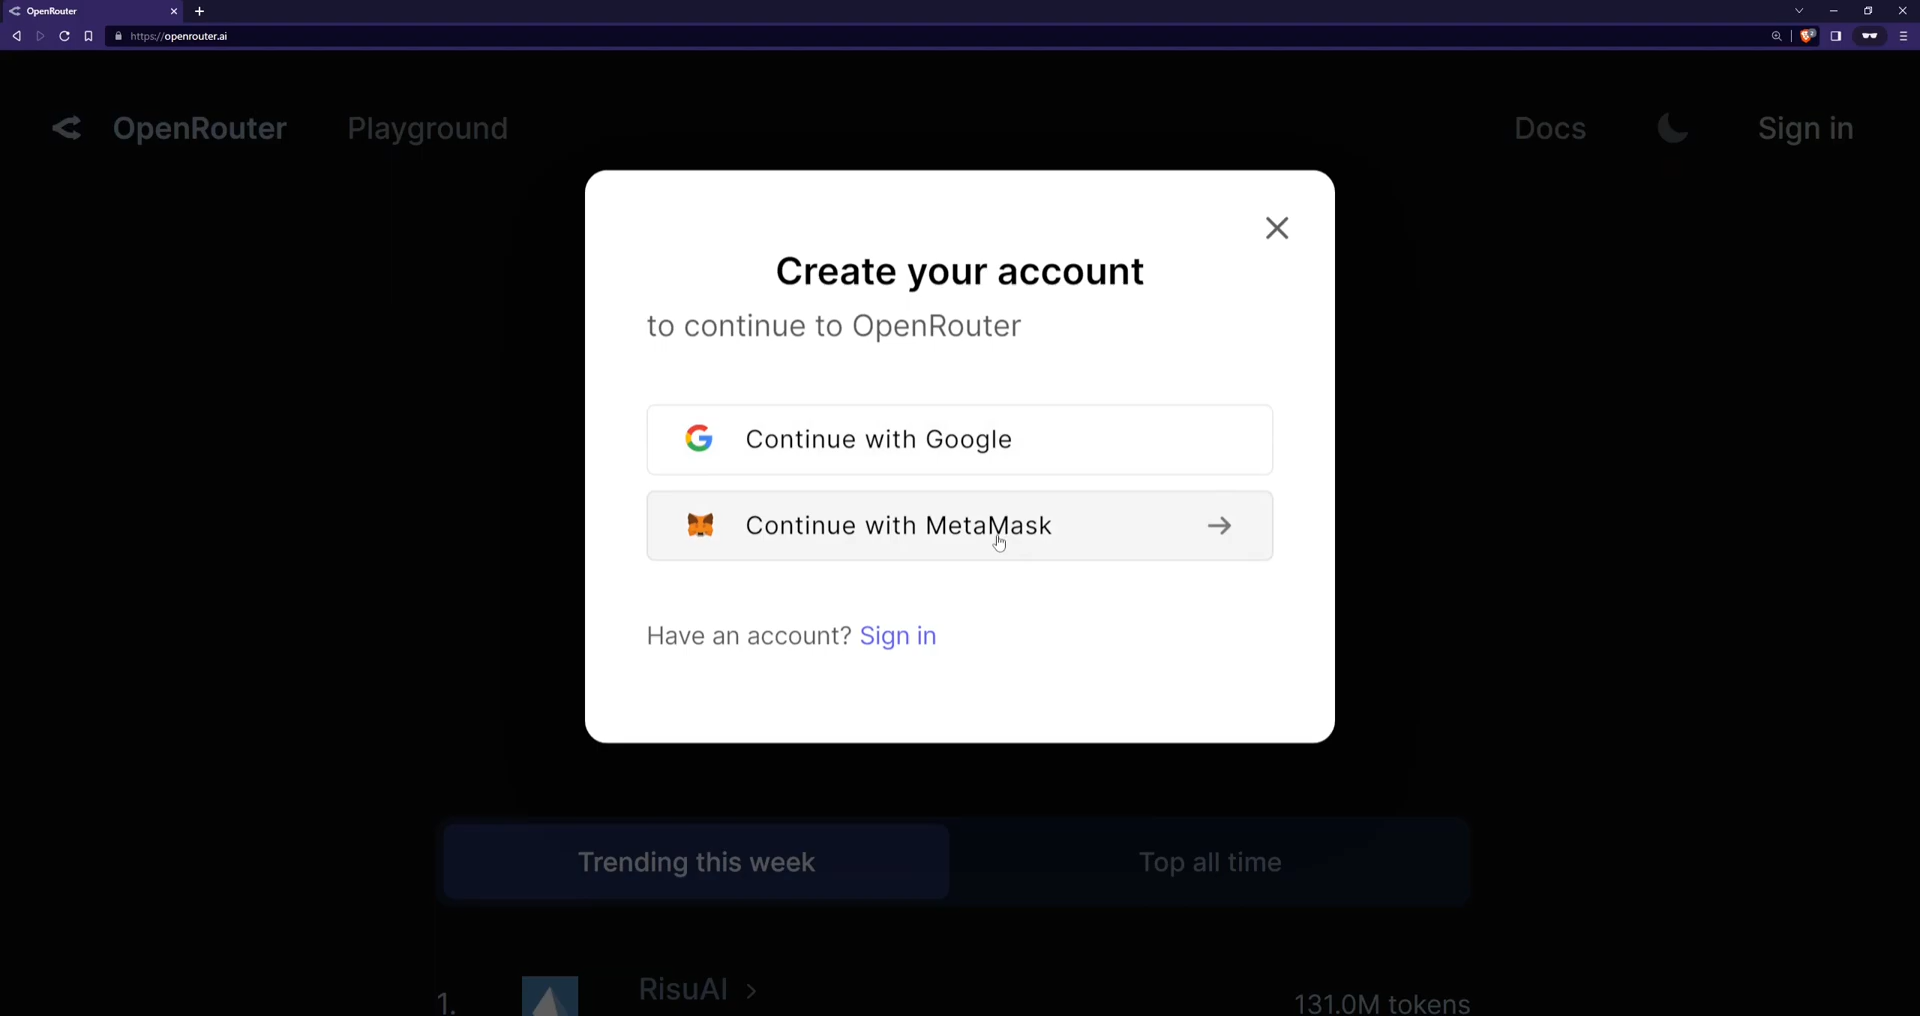 OpenRouter
https://openrouter.ai
2
OpenRouter
Playground
Docs
Sign in
Create your account
to continue to OpenRouter
Continue with Google
Continue with MetaMask
Have an account? Sign in
Trending this week
Top all time
1.
RisuAI
131.0M tokens